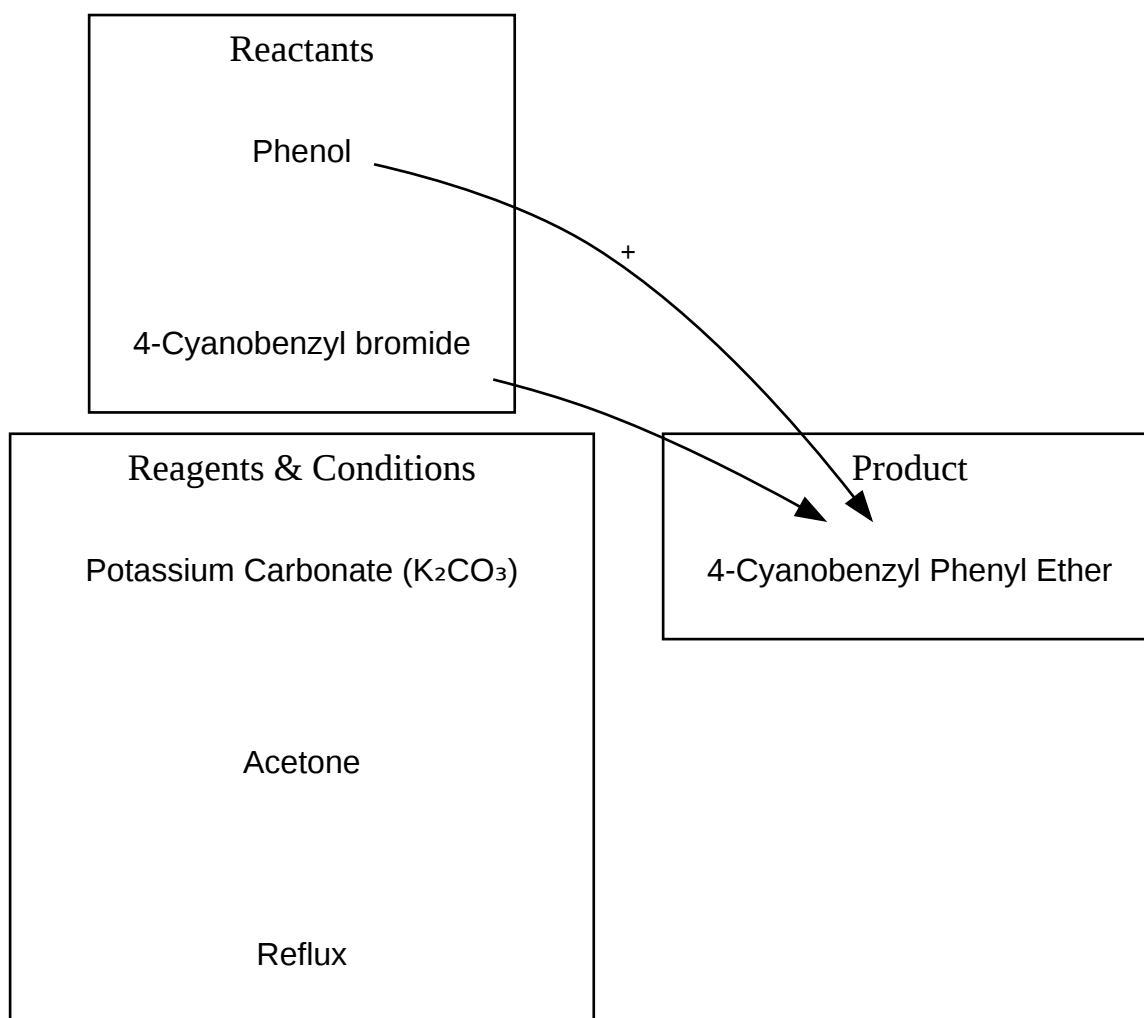 Reactants
Phenol
+
4-Cyanobenzyl bromide
Reagents & Conditions
Potassium Carbonate (K₂CO₃)
Acetone
Reflux
Product
4-Cyanobenzyl Phenyl Ether